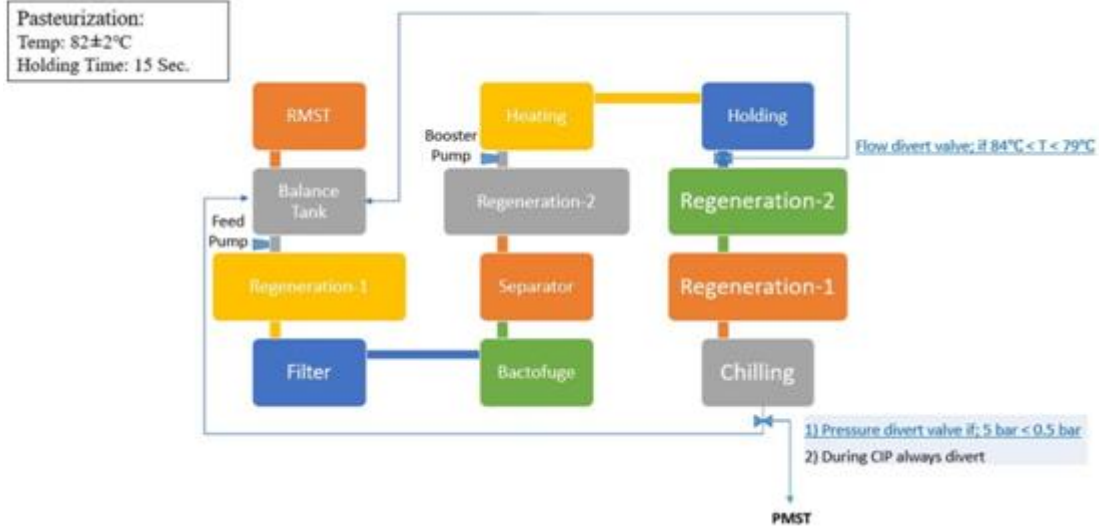 Pasteurization:
Temp: 82±2°C
Holding Time: 15 Sec.
RMST
Heating
Holding
Booster
Pump
Flow divert valve; if 84°C < T < 79°C
Balance
Tank
Regeneration-2
Regeneration-2
Feed
Pump
Regeneration-1
Separator
Regeneration-1
Filter
Bactofuge
Chilling
1) Pressure divert valve if; 5 bar < 0.5 bar
2) During CIP always divert
PMST